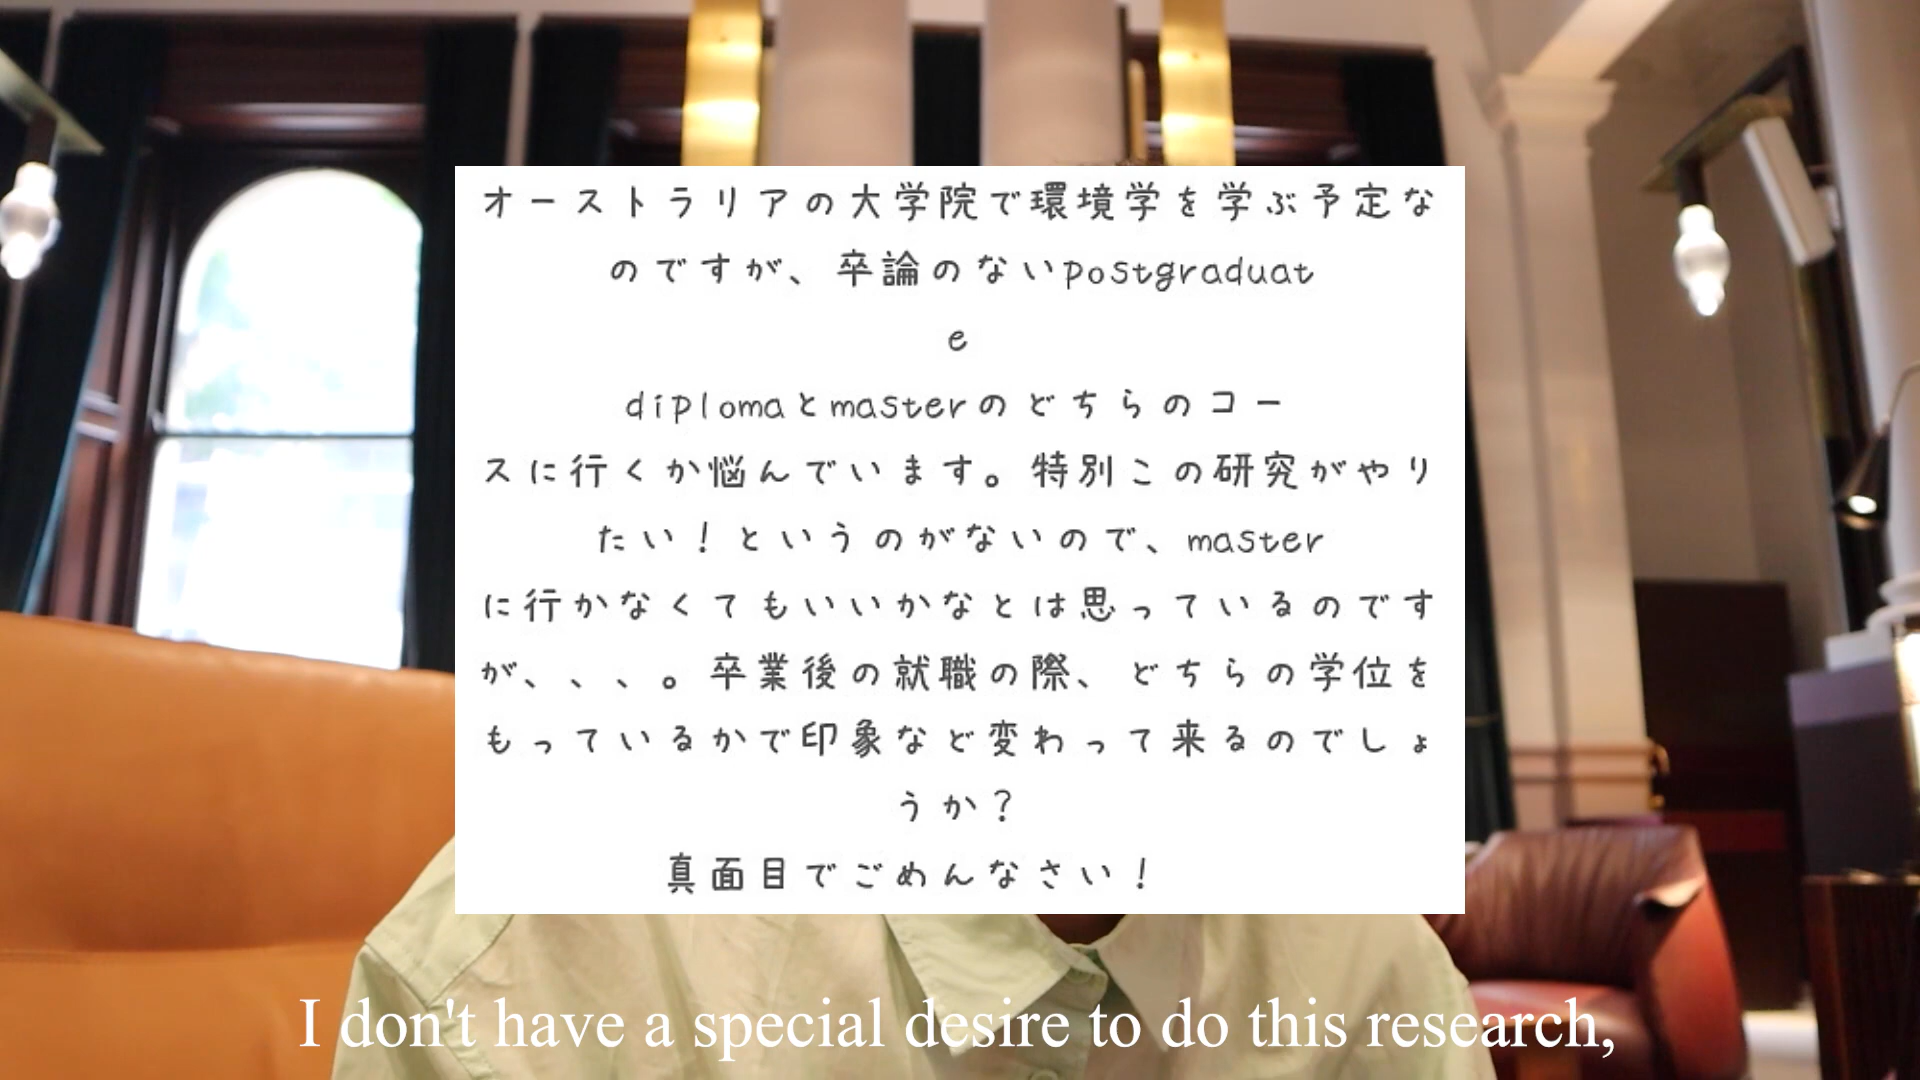 オーストラリアの大学院で環境学を学ぶ予定な
のですが、卒論のないpostgraduat
e
diplomaとmasterのどちらのコー
スに行くか悩んでいます。特別この研究がやり
たい！というのがないので、master
に行かなくてもいいかなとは思っているのです
が、、、。卒業後の就職の際、どちらの学位を
もっているかで印象など変わって来るのでしょ
うか？
真面目でごめんなさい！
I don't have a special desire to do this research,